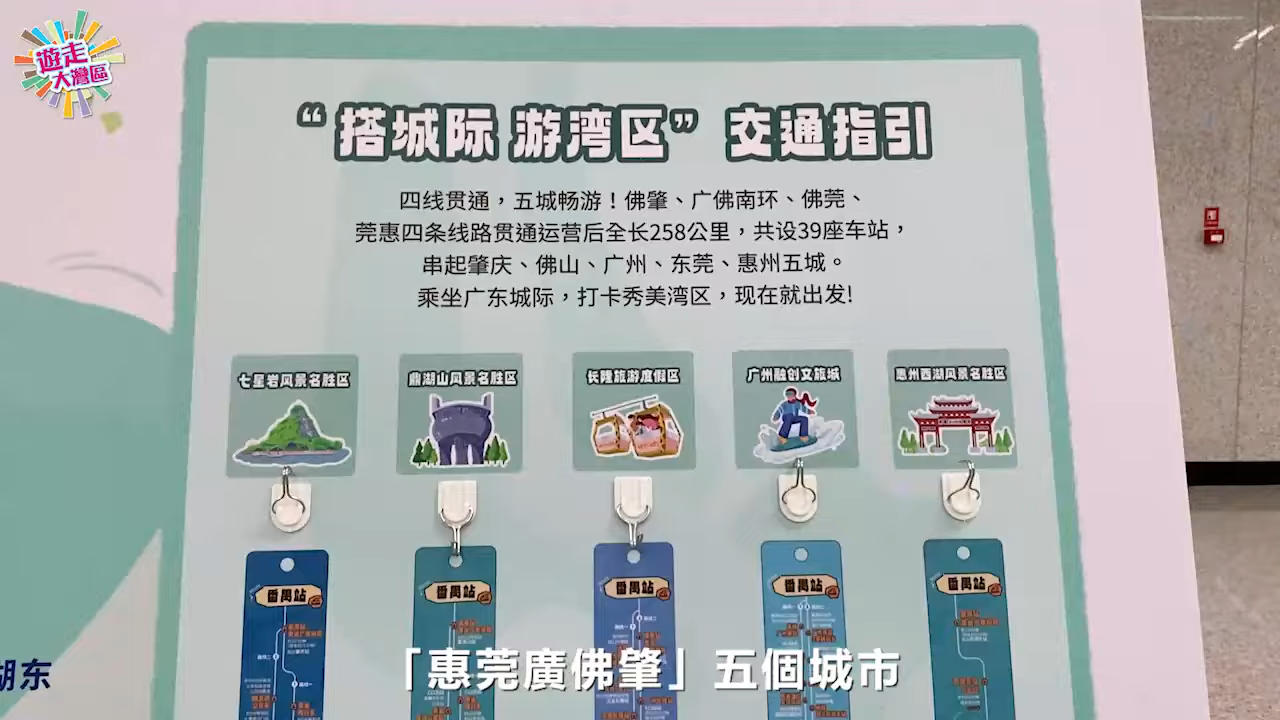 遊走
大灣區
“搭城际 游湾区” 交通指引
四线贯通，五城畅游！佛肇、广佛南环、佛莞、
莞惠四条线路贯通运营后全长258公里，共设39座车站，
串起肇庆、佛山、广州、东莞、惠州五城。
乘坐广东城际，打卡秀美湾区，现在就出发!
七星岩风景名胜区
鼎湖山风景名胜区
长隆旅游度假区
广州融创文旅城
惠州西湖风景名胜区
番禺站
番禺站
番禺站
番禺站
番禺站
湖东
「惠莞廣佛肇」五個城市